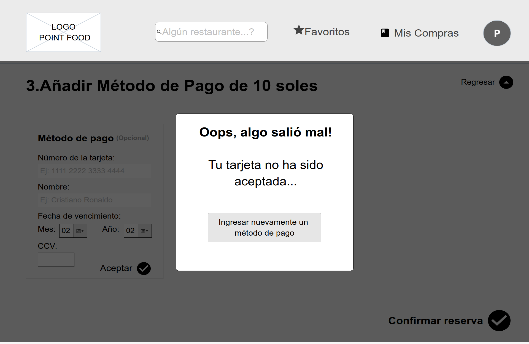 LOGO
POINT FOOD
Algún restaurante...?
Favoritos
Mis Compras
P
3.Añadir Método de Pago de 10 soles
Regresar
Método de pago (Opcional)
Número de la tarjeta:
Ej: 1111 2222 3333 4444
Nombre:
Ej: Cristiano Ronaldo
Fecha de vencimiento:
Mes. 02 Año. 02
CCV.
Aceptar
Oops, algo salió mal!
Tu tarjeta no ha sido
aceptada...
Ingresar nuevamente un
método de pago
Confirmar reserva